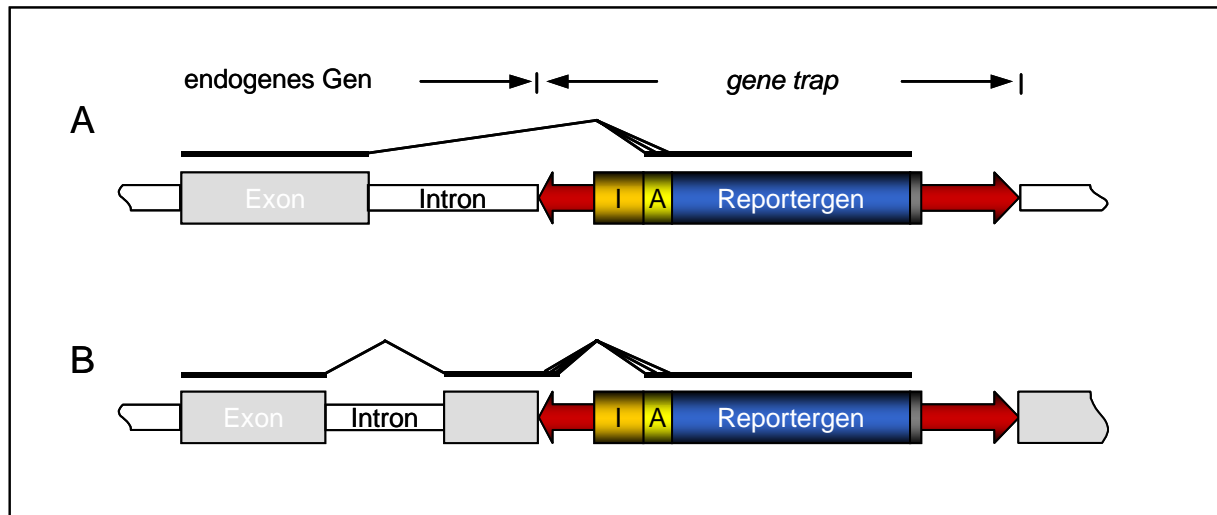 endogenes Gen gene trap
A
Exon Intron I A Reportergen
B
Exon Intron I A Reportergen